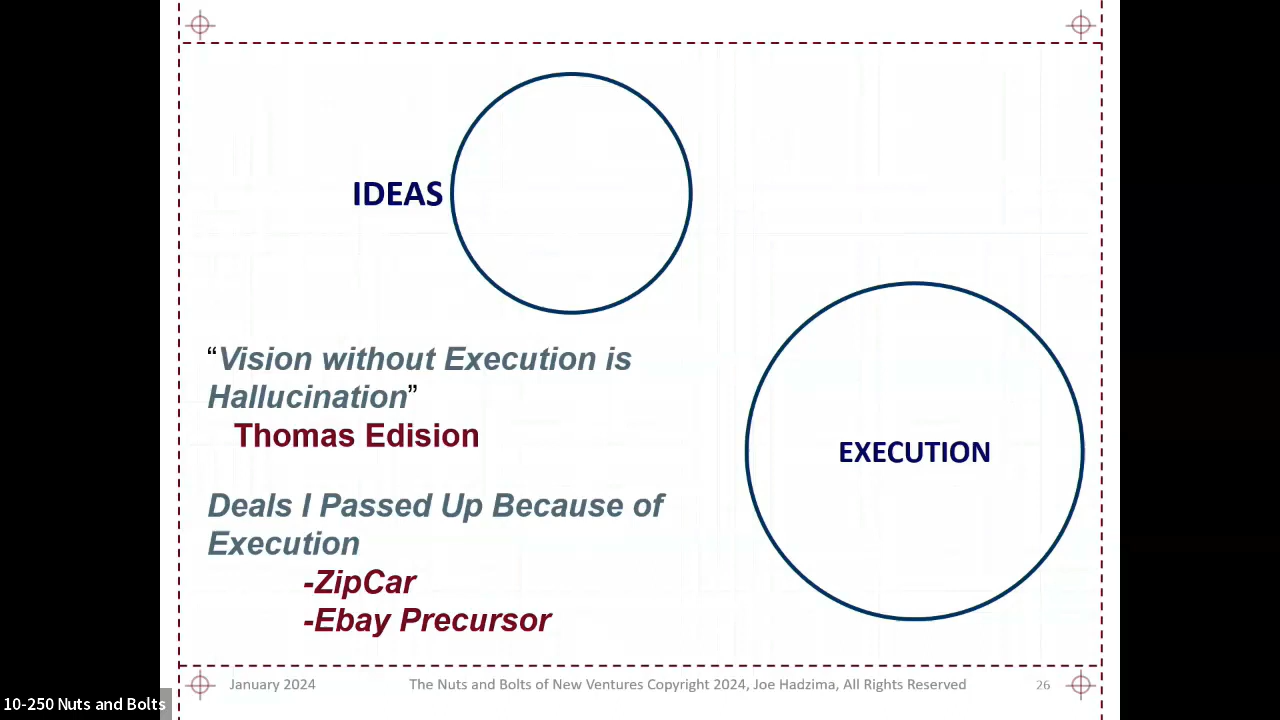 IDEAS
“Vision without Execution is
Hallucination”
Thomas Edision
Deals I Passed Up Because of
Execution
-ZipCar
-Ebay Precursor
EXECUTION
January 2024
The Nuts and Bolts of New Ventures Copyright 2024, Joe Hadzima, All Rights Reserved
26
10-250 Nuts and Bolts